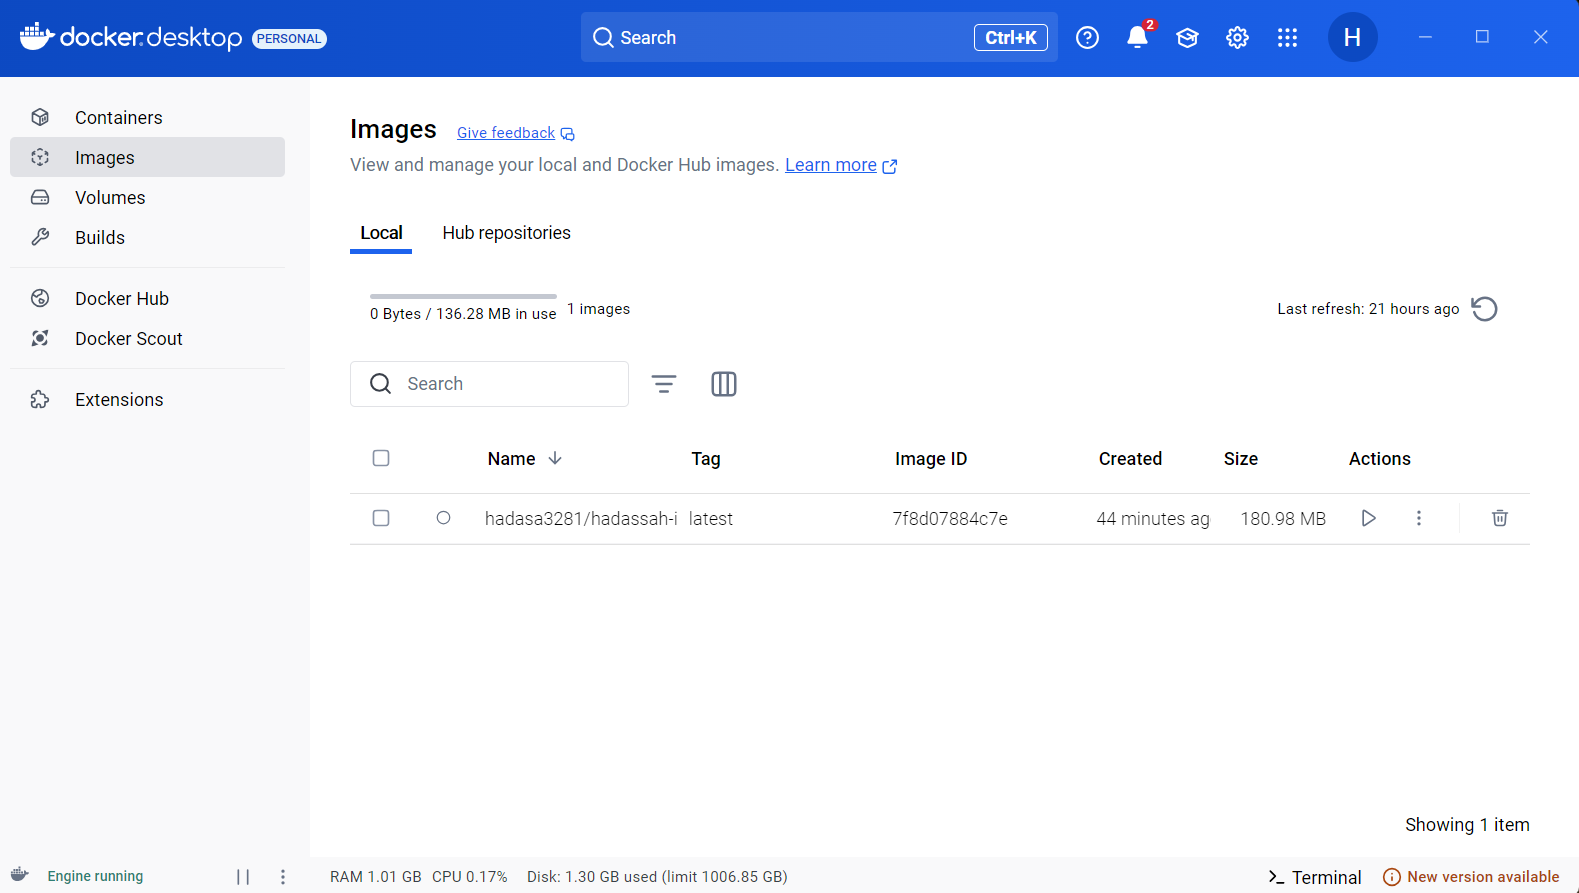 docker.desktop PERSONAL
Search Ctrl+K 2 H
Containers
Images
Volumes
Builds
Docker Hub
Docker Scout
Extensions
Images Give feedback
View and manage your local and Docker Hub images. Learn more
Local Hub repositories
0 Bytes / 136.28 MB in use 1 images Last refresh: 21 hours ago
Search
Name Tag Image ID Created Size Actions
hadasa3281/hadassah-i latest 7f8d07884c7e 44 minutes ag 180.98 MB
Showing 1 item
Engine running RAM 1.01 GB CPU 0.17% Disk: 1.30 GB used (limit 1006.85 GB) Terminal New version available